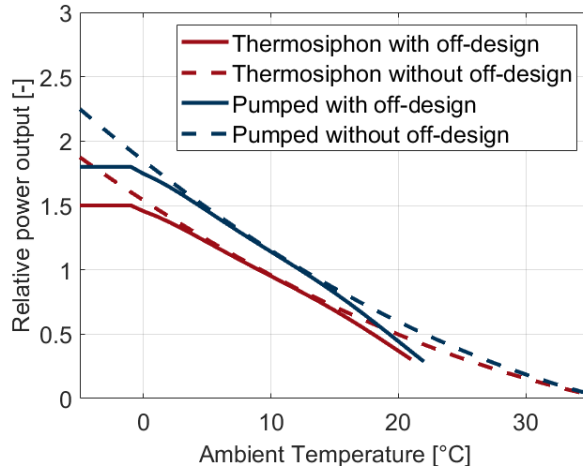 3
2.5
2
1.5
1
0.5
0
Relative power output [-]
Thermosiphon with off-design
Thermosiphon without off-design
Pumped with off-design
Pumped without off-design
0
10
20
30
Ambient Temperature [°C]